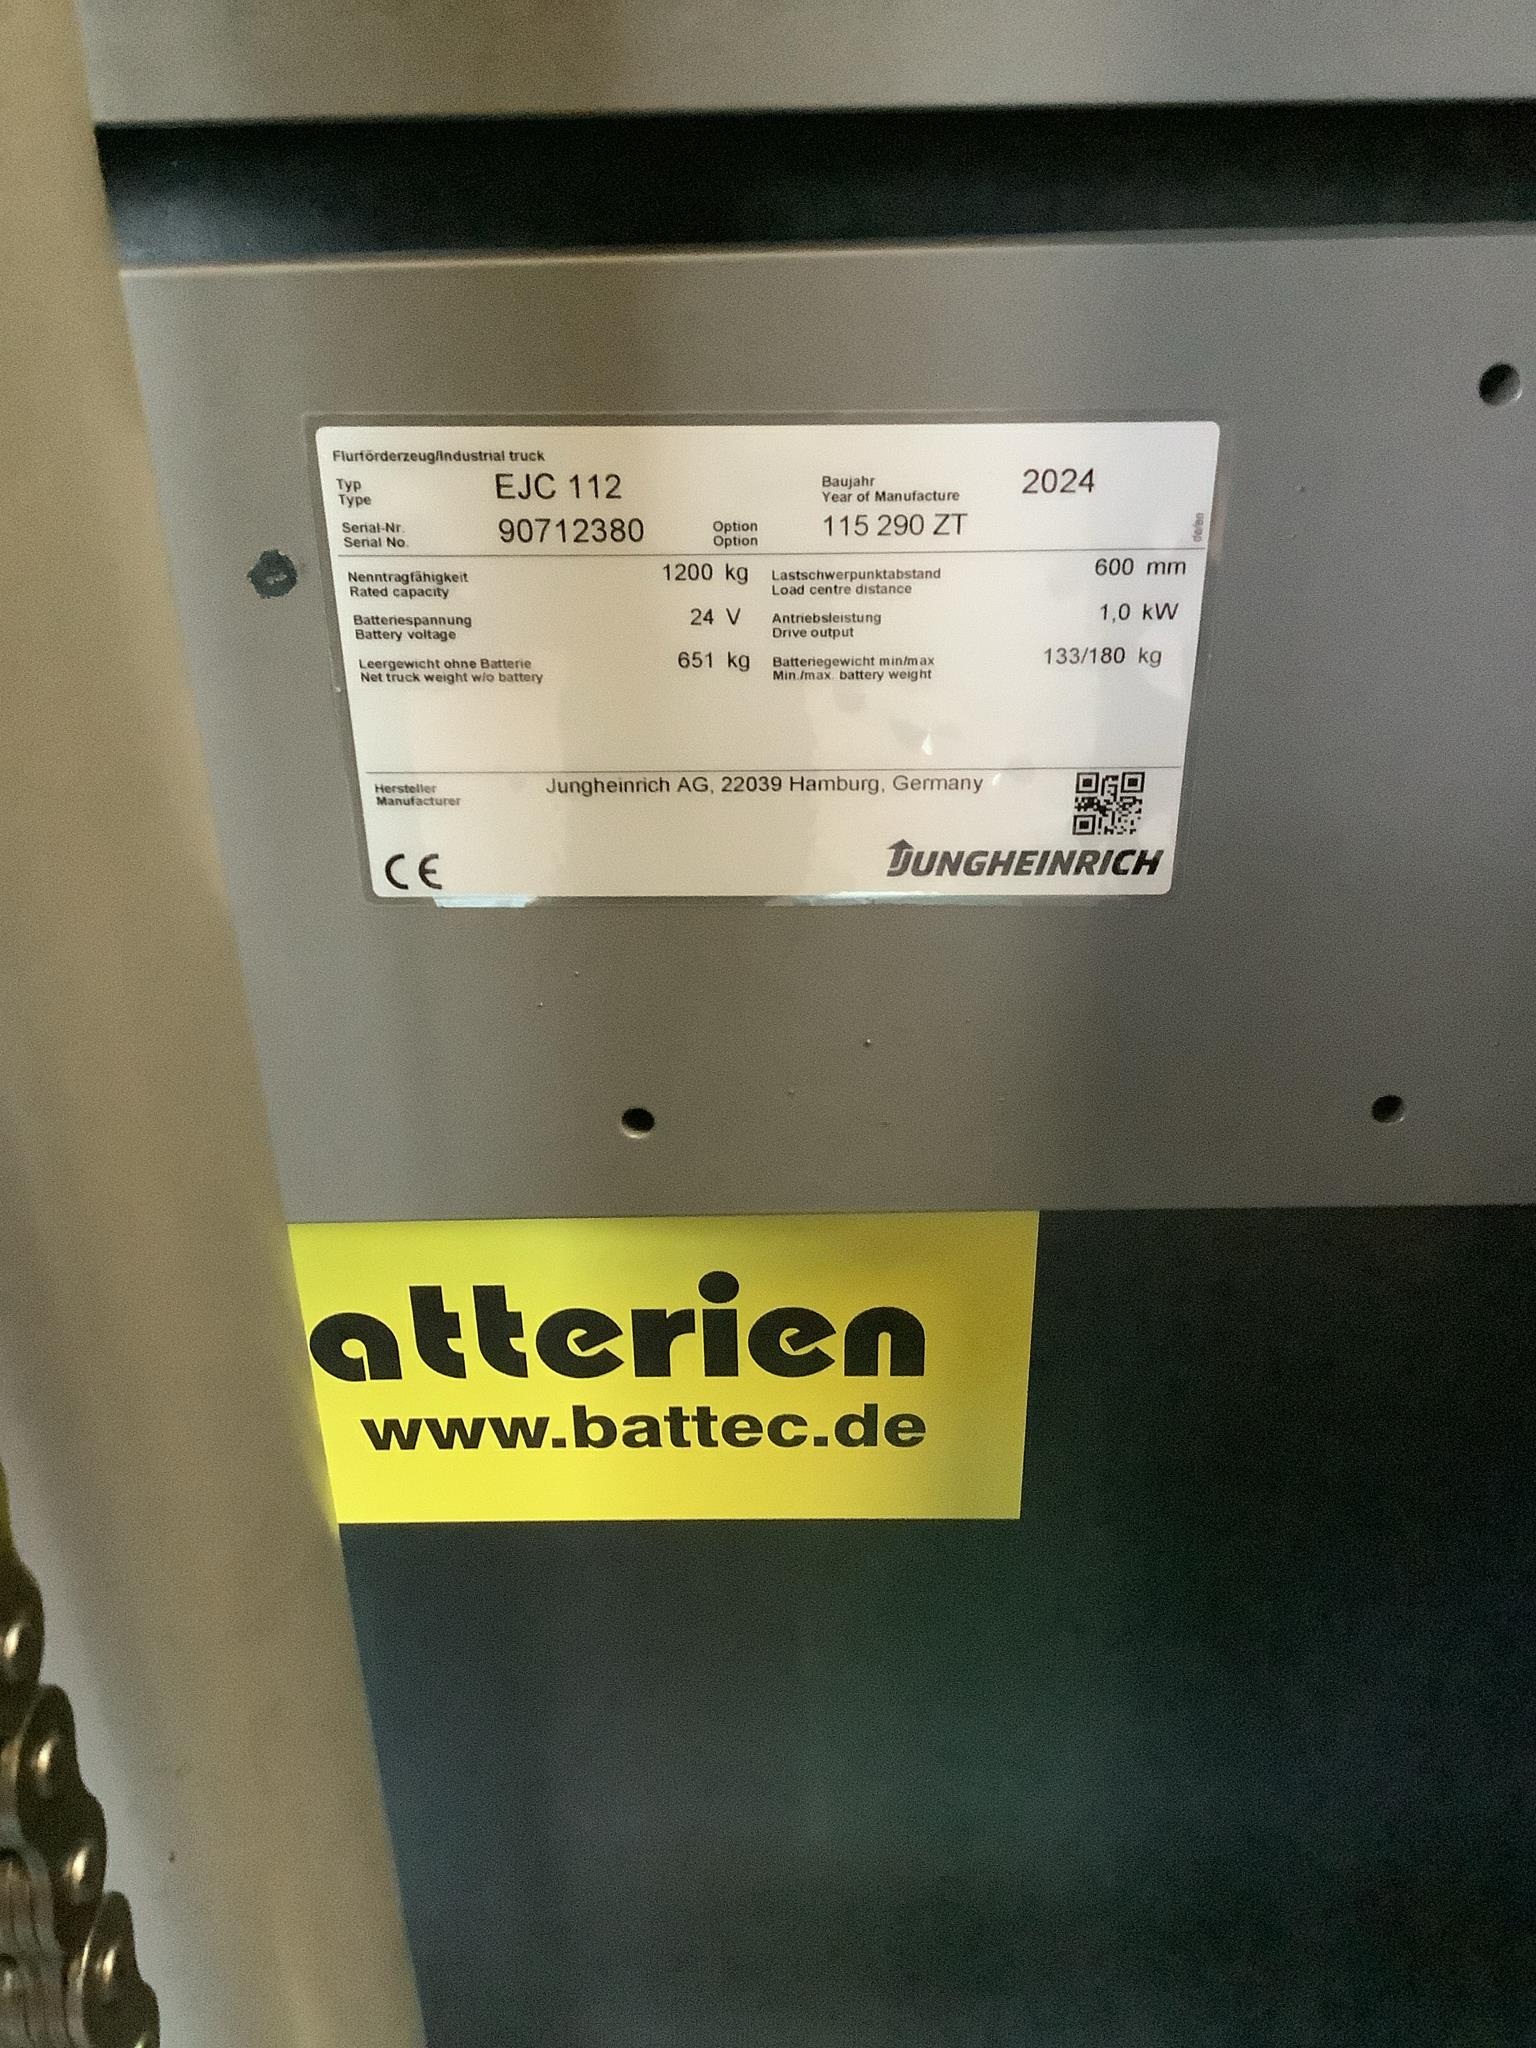 Flurförderzeug/Industrial truck
Typ EJC 112 Baujahr 2024
Type Year of Manufacture
Serial-Nr. 90712380 Option 115 290 ZT
Serial No. Option
de/en
Nenntragfähigkeit 1200 kg Lastschwerpunktabstand 600 mm
Rated capacity Load centre distance
Batteriespannung 24 V Antriebsleistung 1,0 kW
Battery voltage Drive output
Leergewicht ohne Batterie 651 kg Batteriegewicht min/max 133/180 kg
Net truck weight w/o battery Min./max. battery weight
Hersteller Jungheinrich AG, 22039 Hamburg, Germany
Manufacturer
CE JUNGHEINRICH
atterien
www.battec.de